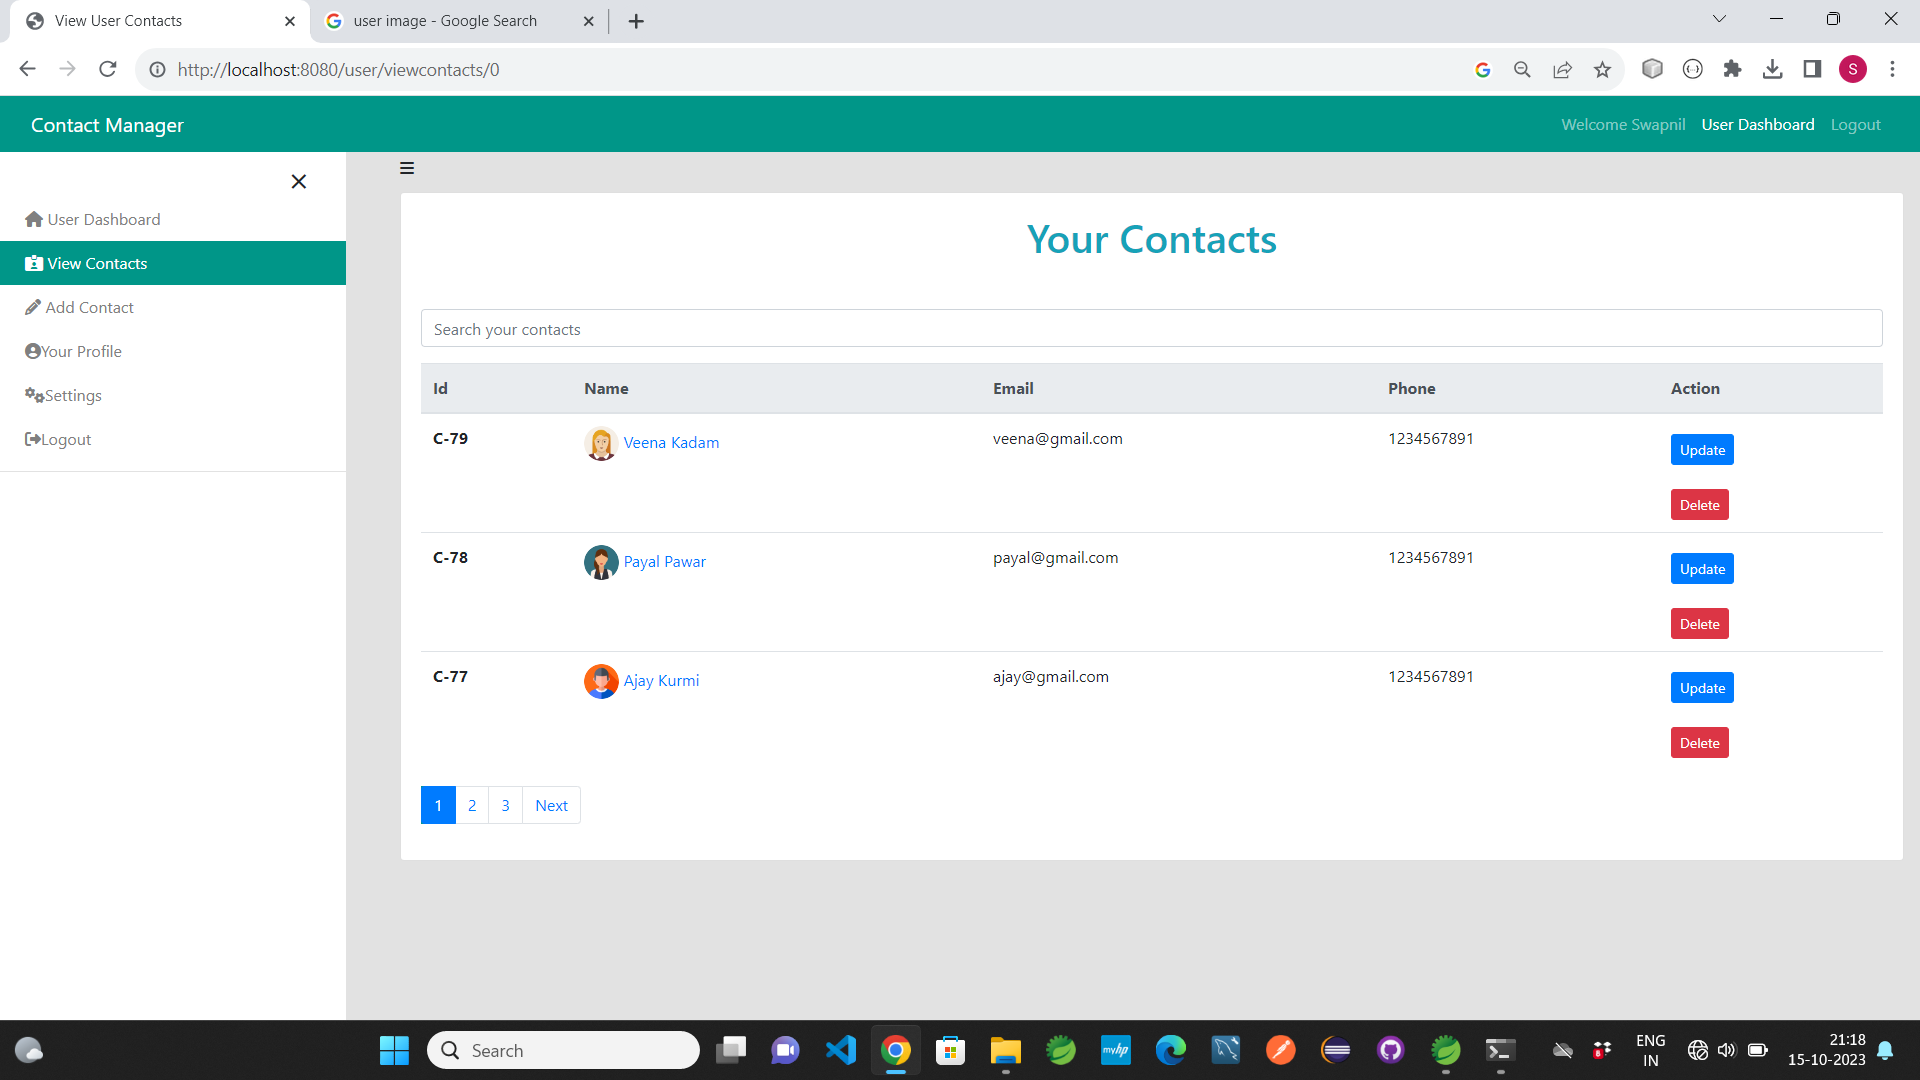 View User Contacts
user image - Google Search
http://localhost:8080/user/viewcontacts/0
S
Contact Manager
Welcome Swapnil User Dashboard Logout
User Dashboard
View Contacts
Add Contact
Your Profile
Settings
Logout
Your Contacts
Search your contacts
Id Name Email Phone Action
C-79 Veena Kadam veena@gmail.com 1234567891 Update
Delete
C-78 Payal Pawar payal@gmail.com 1234567891 Update
Delete
C-77 Ajay Kurmi ajay@gmail.com 1234567891 Update
Delete
1 2 3 Next
Search
myhp
8
ENG
IN
21:18
15-10-2023